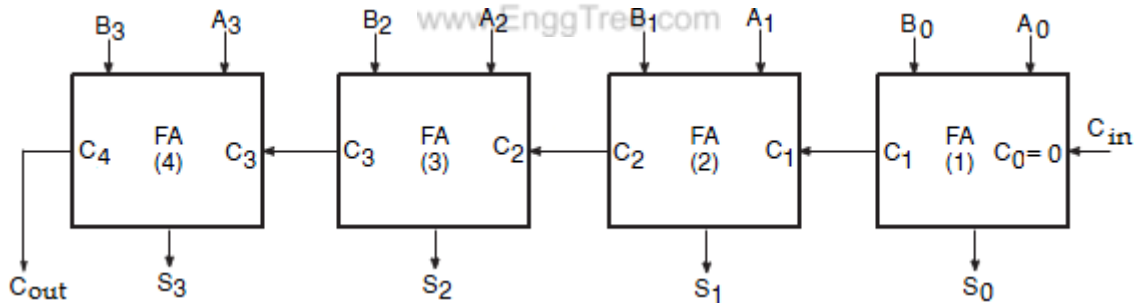 www.EnggTree.com
B3 A3 B2 A2 B1 A1 B0 A0
C4 FA (4) C3 C3 FA (3) C2 C2 FA (2) C1 C1 FA (1) C0 = 0 Cin
Cout S3 S2 S1 S0